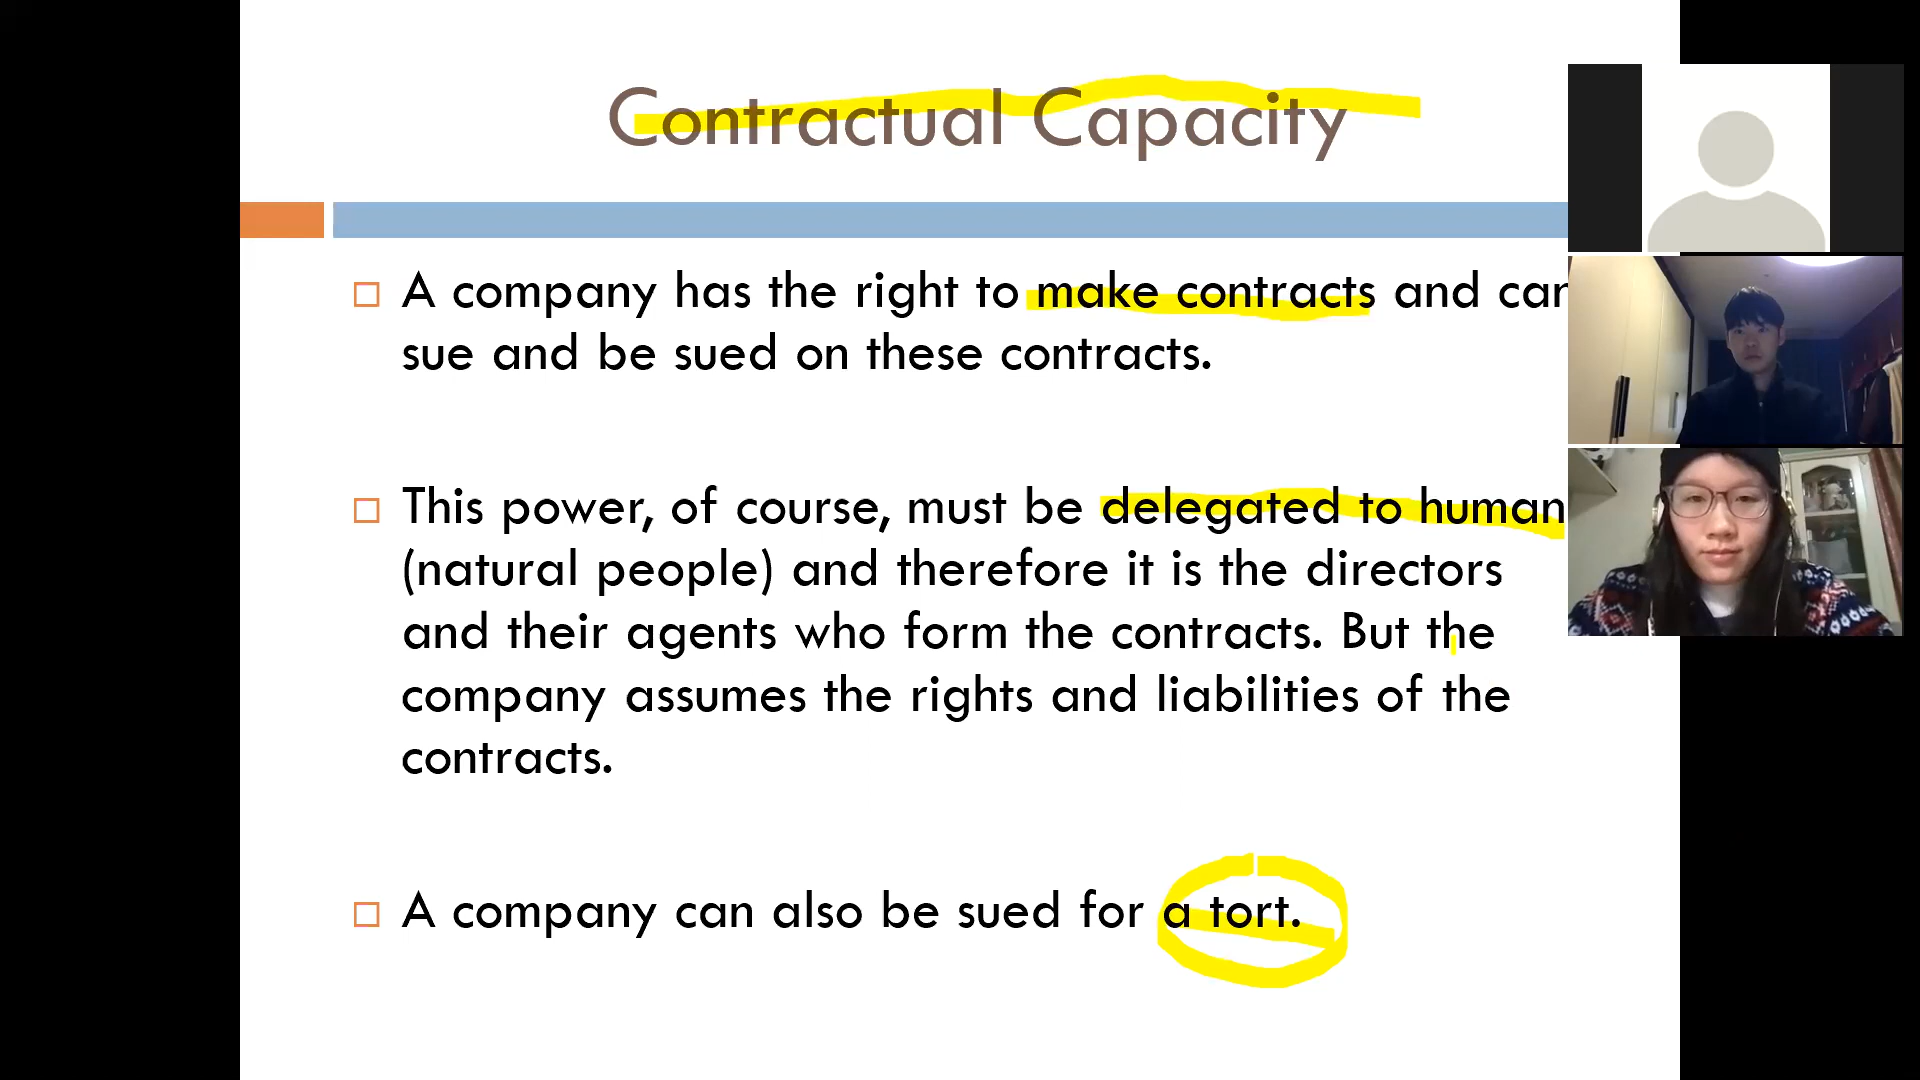 Contractual Capacity
A company has the right to make contracts and can
sue and be sued on these contracts.
This power, of course, must be delegated to human
(natural people) and therefore it is the directors
and their agents who form the contracts. But the
company assumes the rights and liabilities of the
contracts.
A company can also be sued for a tort.